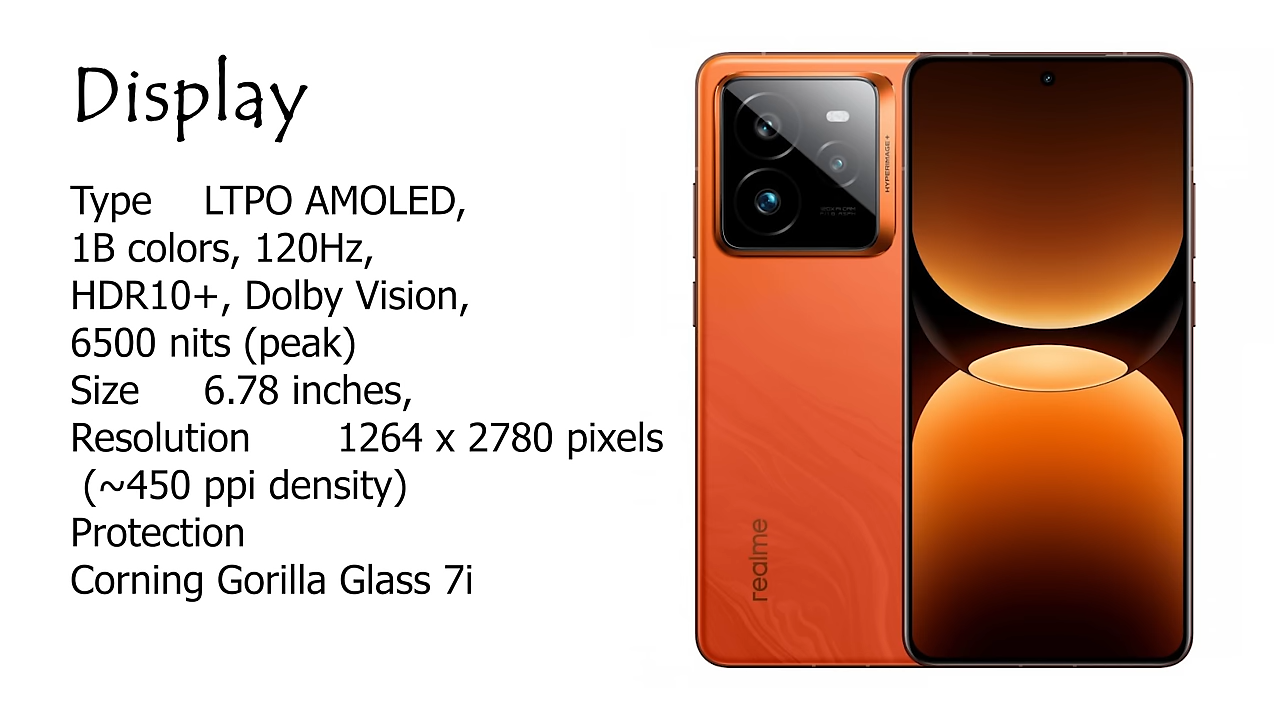 Display
Type LTPO AMOLED,
1B colors, 120Hz,
HDR10+, Dolby Vision,
6500 nits (peak)
Size 6.78 inches,
Resolution 1264 x 2780 pixels
(~450 ppi density)
Protection
Corning Gorilla Glass 7i
HYPERIMAGE+
realme